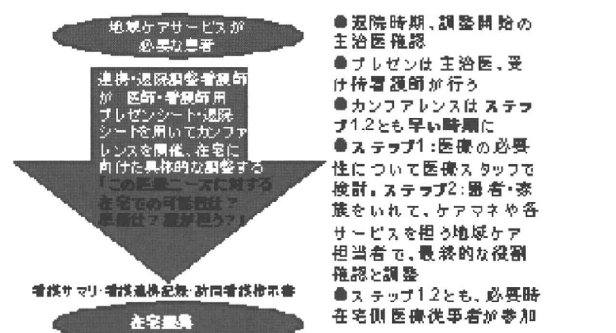 地域ケアサービスが
必要な患者
連携・退院調整看護師
が 医師・看護師用
プレゼンシート・退院
シートを用いてカンファ
レンスを開催、在宅に
向けた具体的な調整する
「この医療ニーズに対する
在宅での可能性は？
準備は？誰が担う？」
看護サマリ・看護連携記録・訪問看護指示書
在宅療養
●退院時期、調整開始の
主治医確認
●プレゼンは主治医、受
け持看護師が行う
●カンファレンスはステッ
プ1.2とも早い時期に
●ステップ1：医療の必要
性について医療スタッフで
検討。ステップ2：患者・家
族をいれて、ケアマネや各
サービスを担う地域ケア
担当者で、最終的な役割
確認と調整
●ステップ1.2とも、必要時
在宅側医療従事者が参加